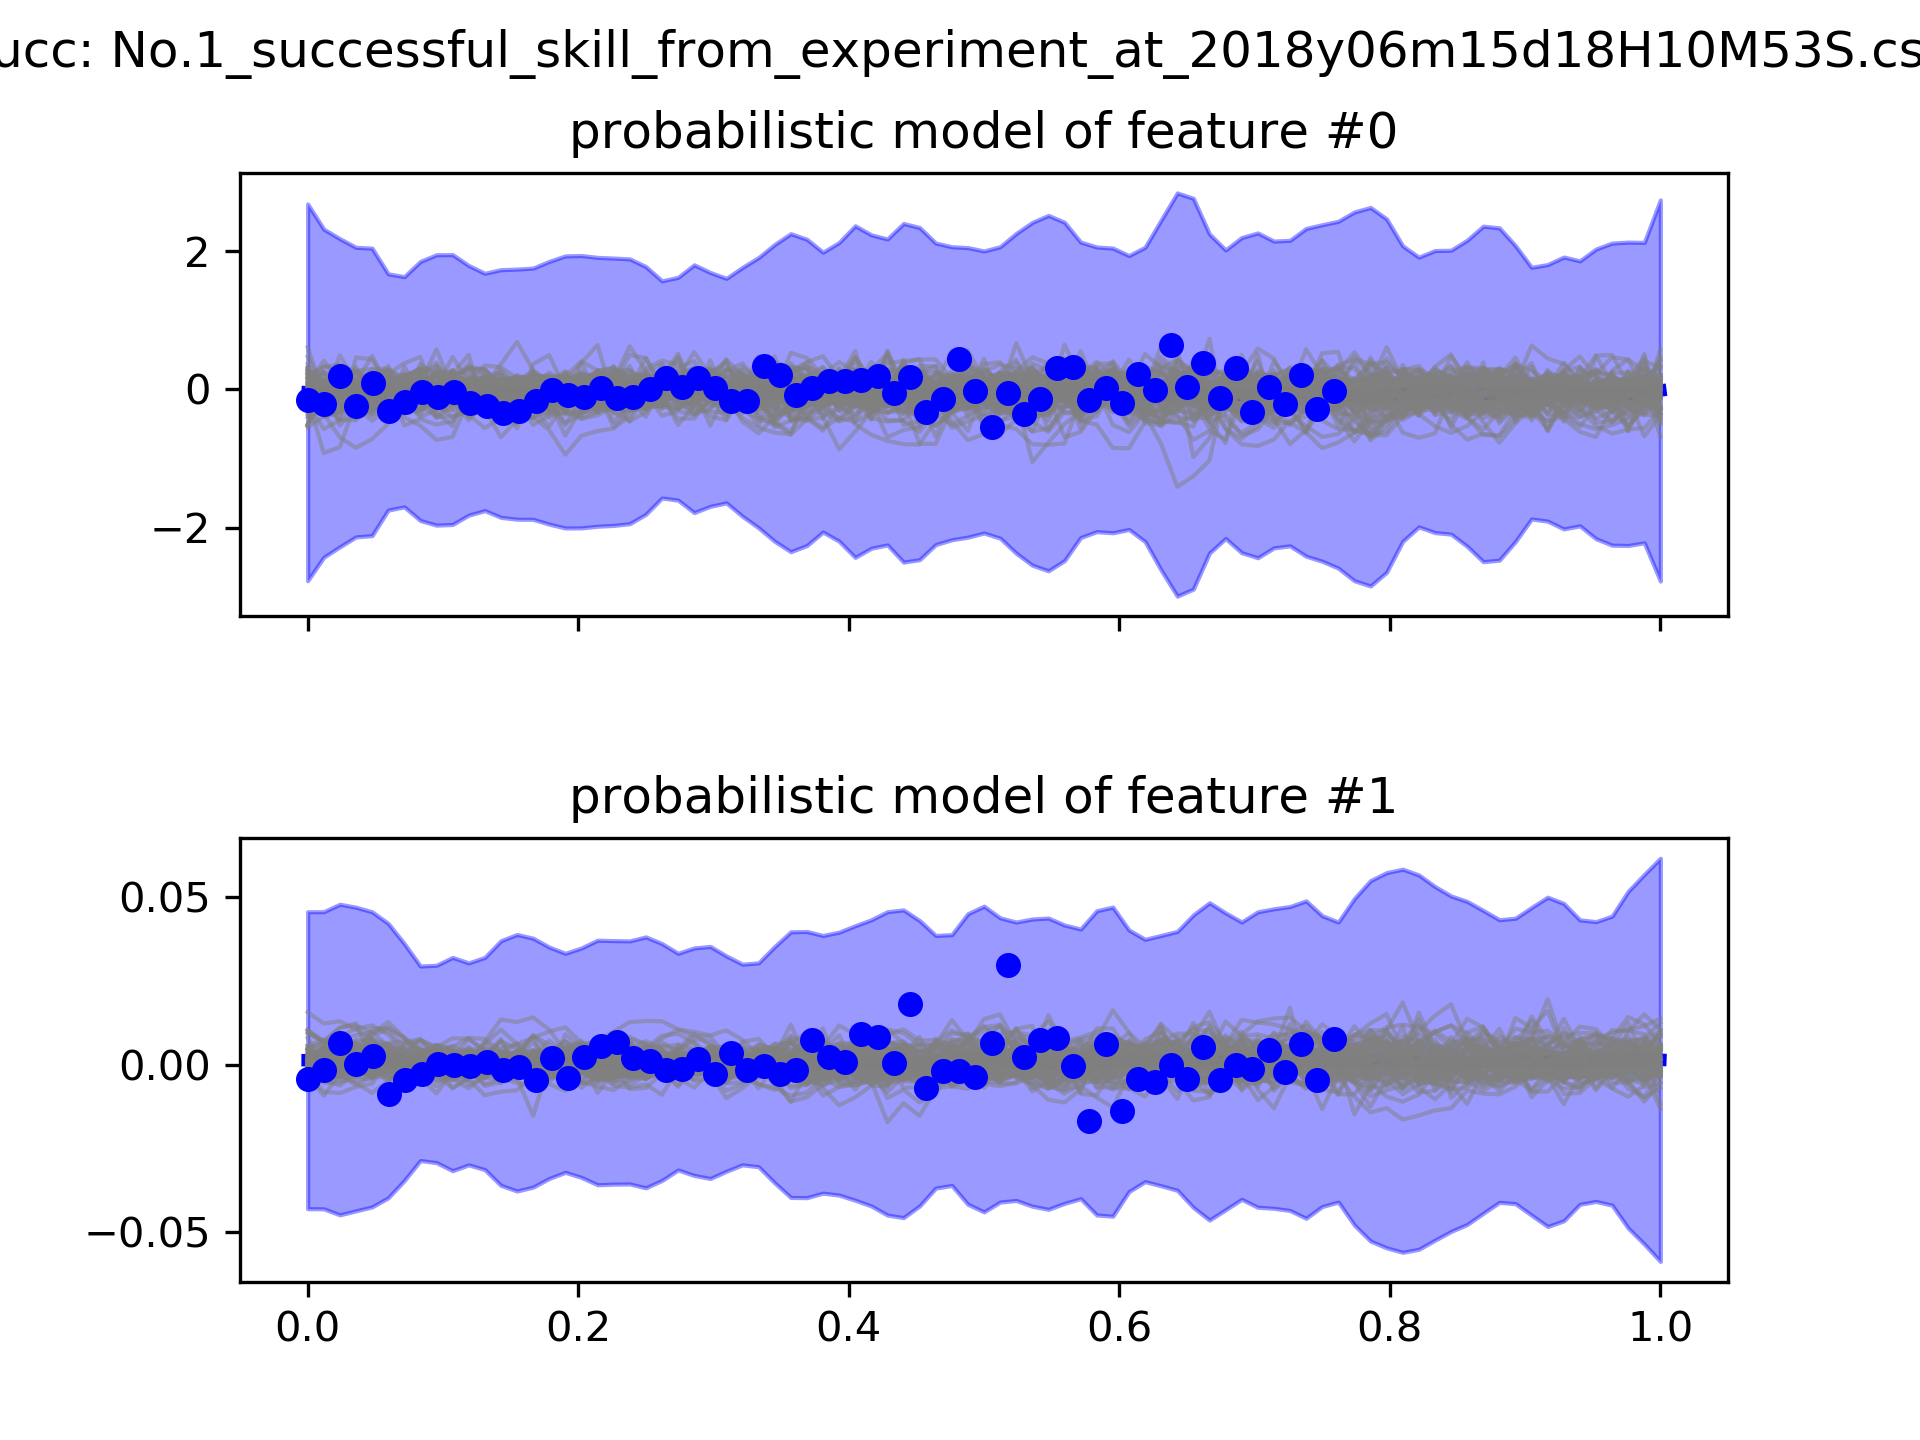 ucc: No.1_successful_skill_from_experiment_at_2018y06m15d18H10M53S.cs
probabilistic model of feature #0
2
0
−2
probabilistic model of feature #1
0.05
0.00
−0.05
0.0 0.2 0.4 0.6 0.8 1.0